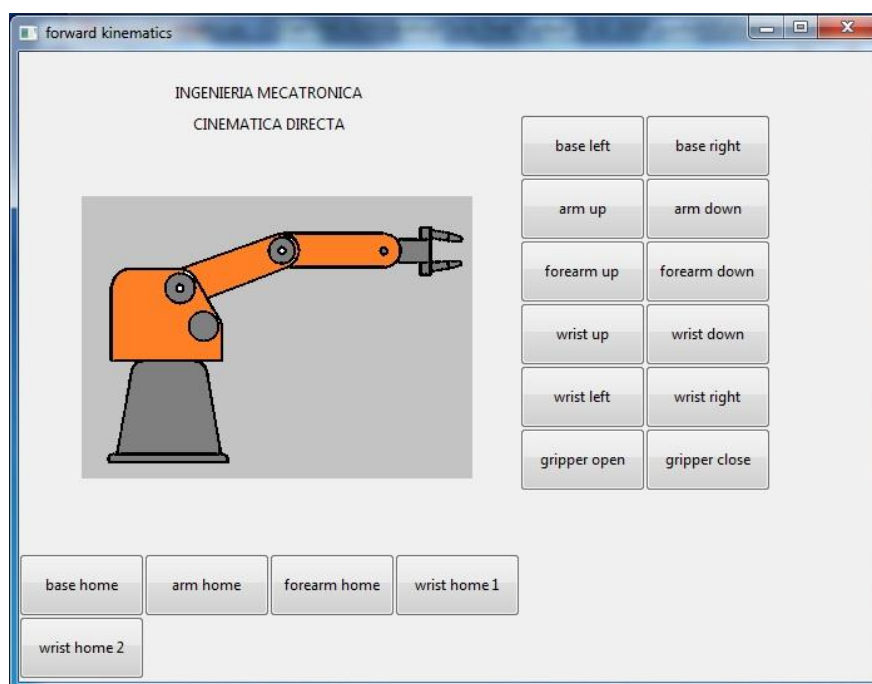 forward kinematics
INGENIERIA MECATRONICA
CINEMATICA DIRECTA
base left base right
arm up arm down
forearm up forearm down
wrist up wrist down
wrist left wrist right
gripper open gripper close
base home arm home forearm home wrist home 1
wrist home 2